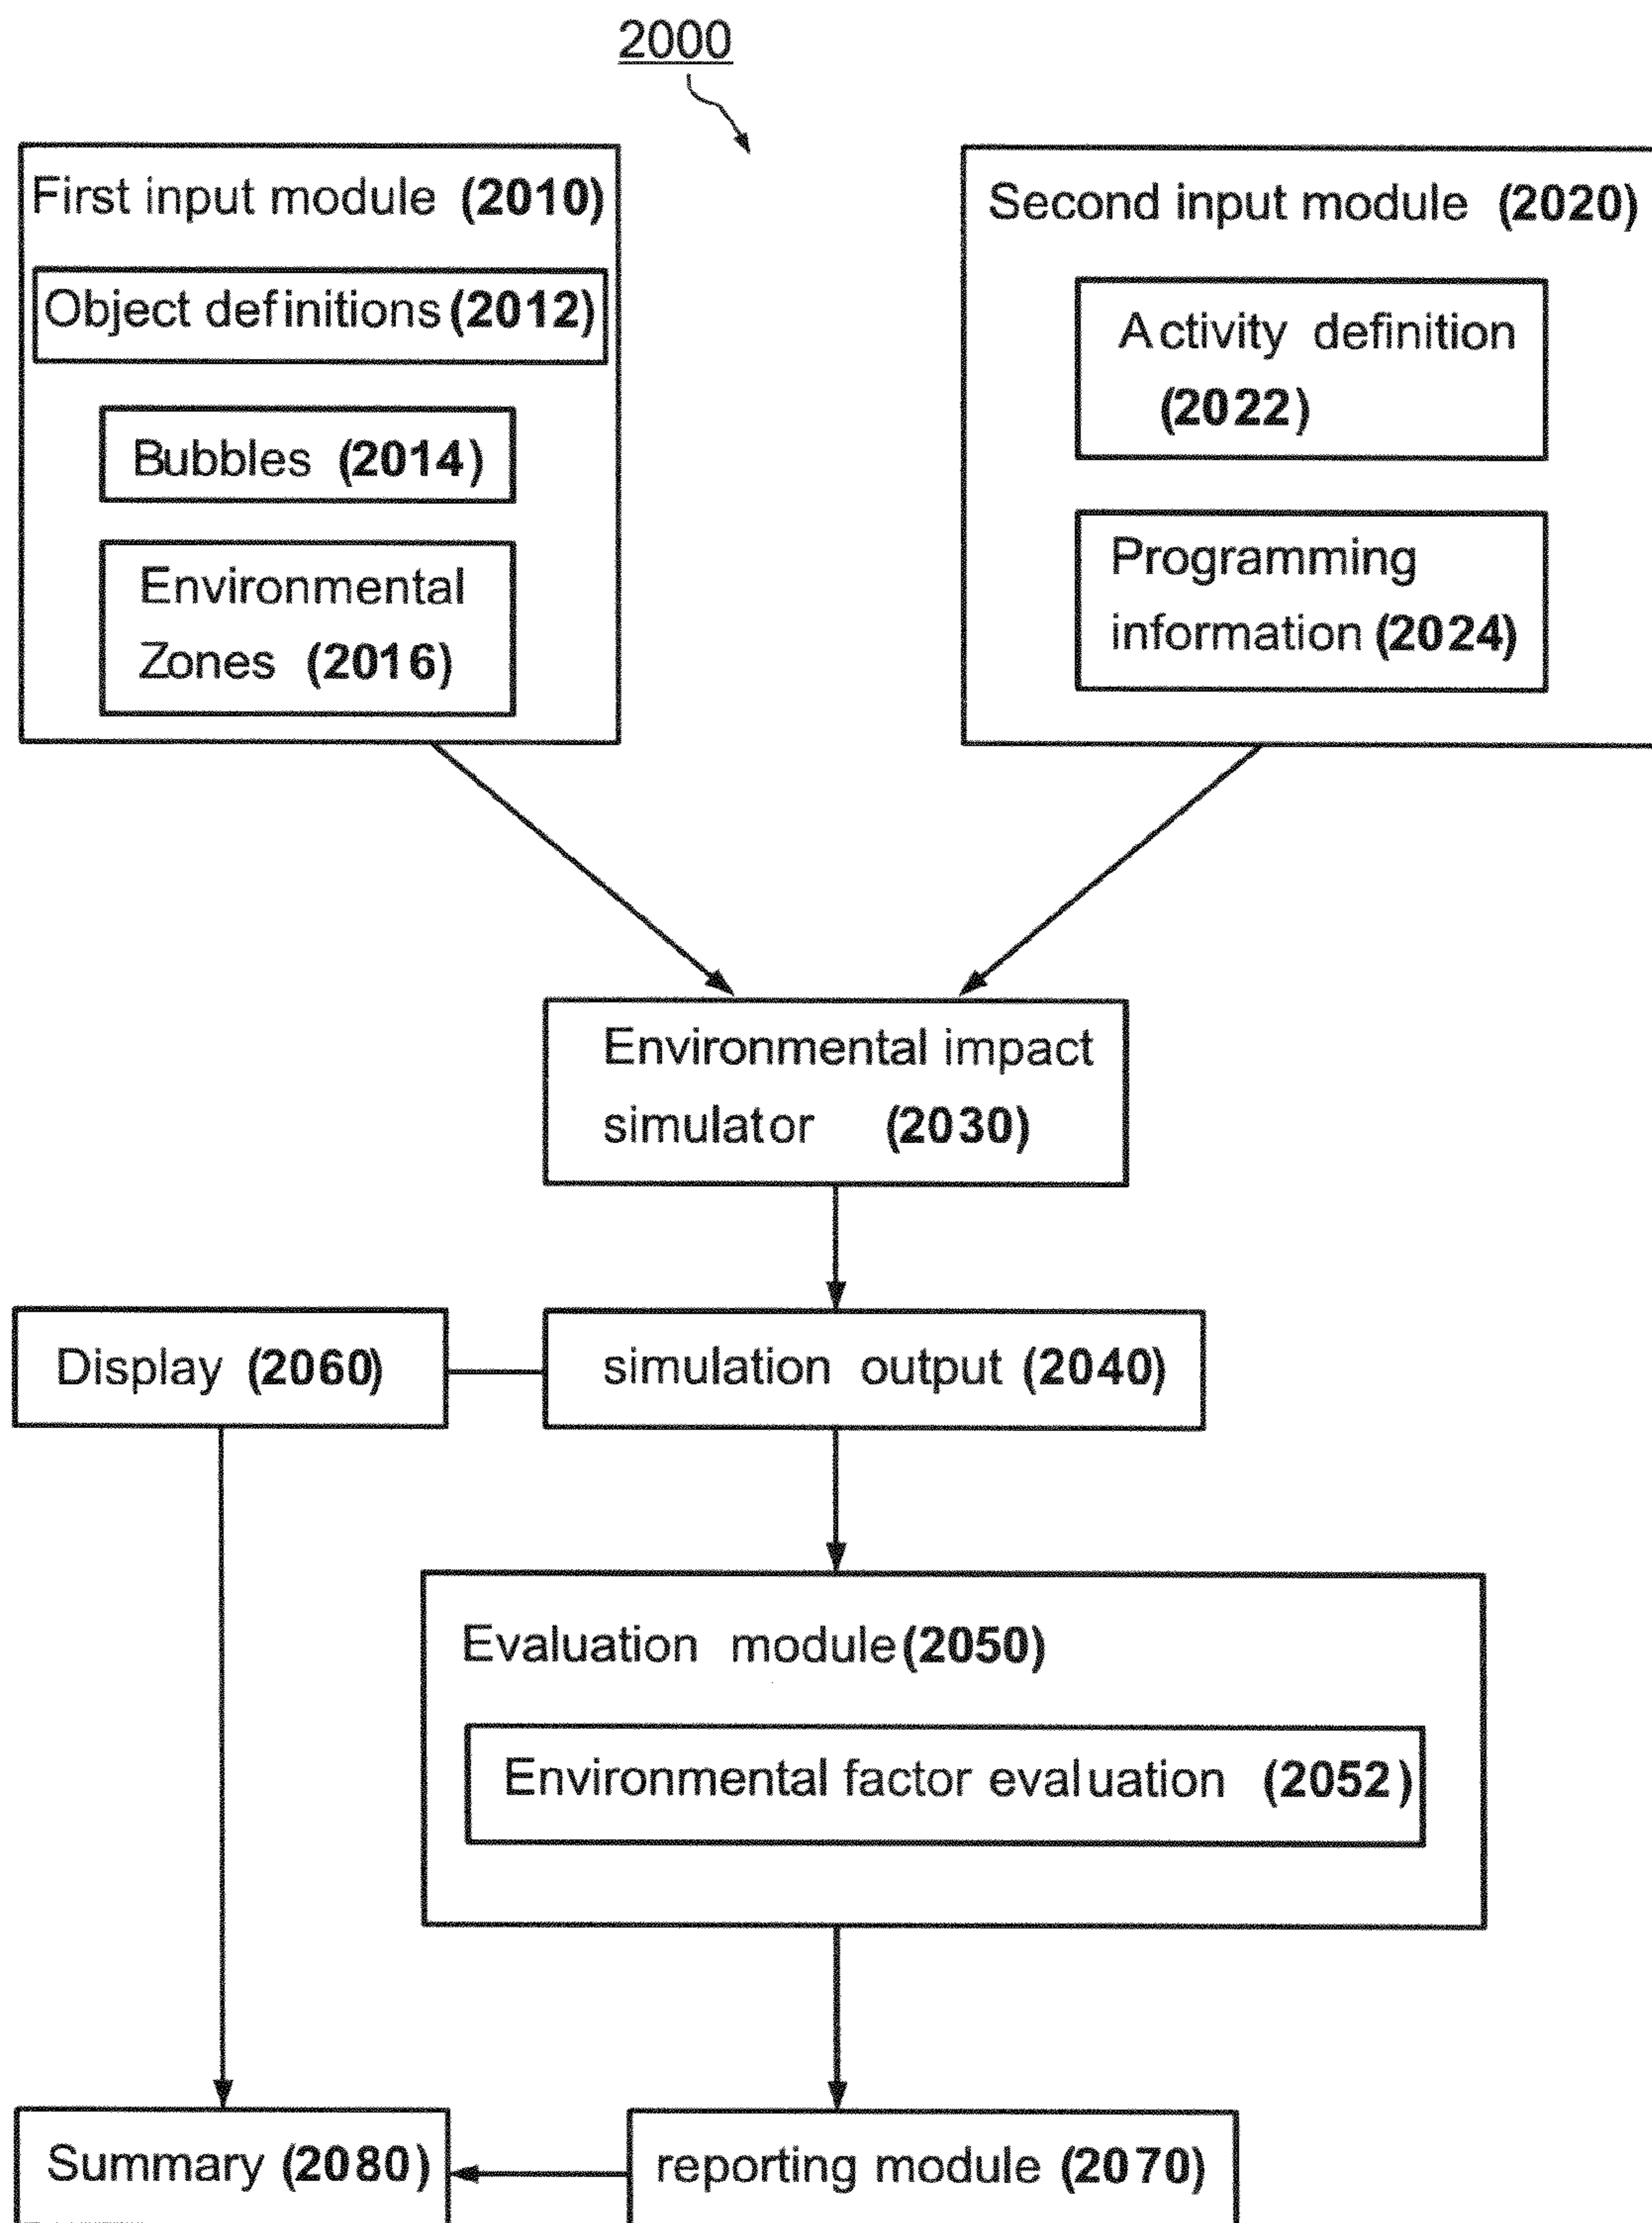 2000
First input module (2010)
Object definitions (2012)
Bubbles (2014)
Environmental
Zones (2016)
Second input module (2020)
Activity definition
(2022)
Programming
information (2024)
Environmental impact
simulator (2030)
Display (2060)
simulation output (2040)
Evaluation module (2050)
Environmental factor evaluation (2052)
Summary (2080)
reporting module (2070)